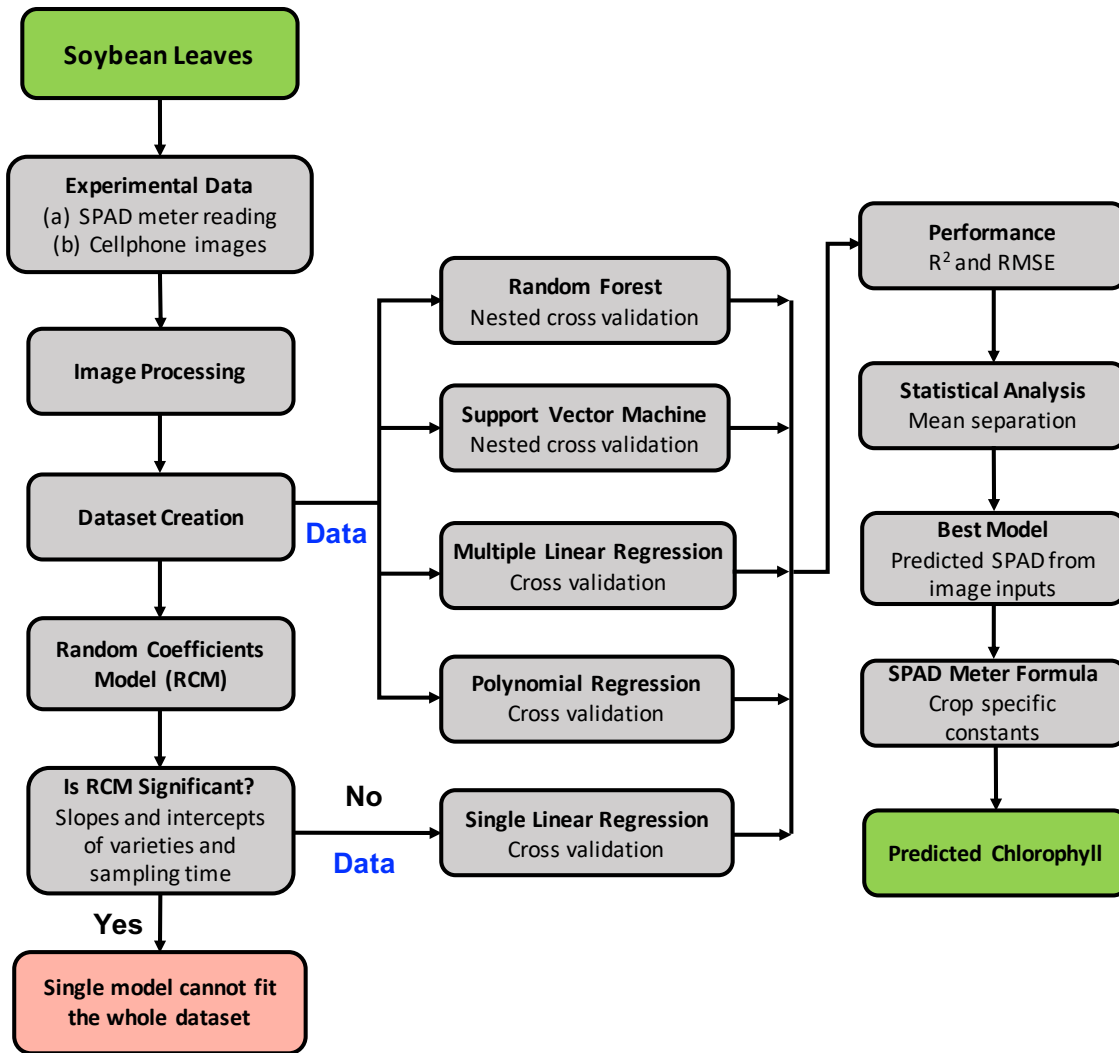 Soybean Leaves
Experimental Data
(a) SPAD meter reading
(b) Cellphone images
Image Processing
Dataset Creation
Data
Random Coefficients
Model (RCM)
Is RCM Significant?
Slopes and intercepts
of varieties and
sampling time
No
Data
Yes
Single model cannot fit
the whole dataset
Random Forest
Nested cross validation
Support Vector Machine
Nested cross validation
Multiple Linear Regression
Cross validation
Polynomial Regression
Cross validation
Single Linear Regression
Cross validation
Performance
R² and RMSE
Statistical Analysis
Mean separation
Best Model
Predicted SPAD from
image inputs
SPAD Meter Formula
Crop specific
constants
Predicted Chlorophyll